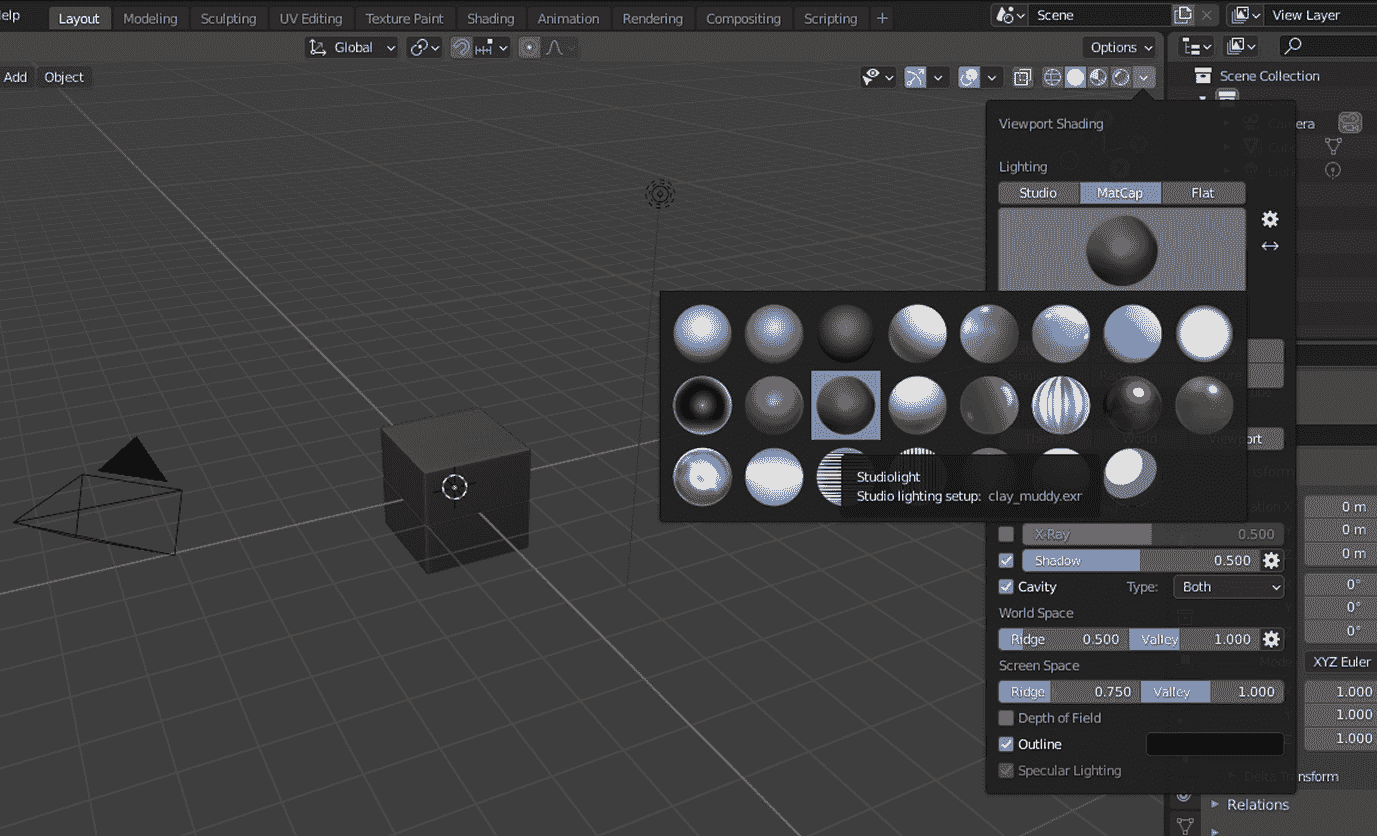 elp
Layout
Modeling
Sculpting
UV Editing
Texture Paint
Shading
Animation
Rendering
Compositing
Scripting
+
Scene
View Layer
Global
Options
Add
Object
Scene Collection
era
Viewport Shading
Lighting
Studio
MatCap
Flat
Studiolight
Studio lighting setup: clay_muddy.exr
port
X-Ray 0.500
Shadow 0.500
Cavity
Type: Both
World Space
Ridge 0.500
Valley 1.000
Screen Space
Ridge 0.750
Valley 1.000
Depth of Field
Outline
Specular Lighting
0 m
0 m
0 m
0°
0°
0°
XYZ Euler
1.000
1.000
1.000
Delta Transform
Relations